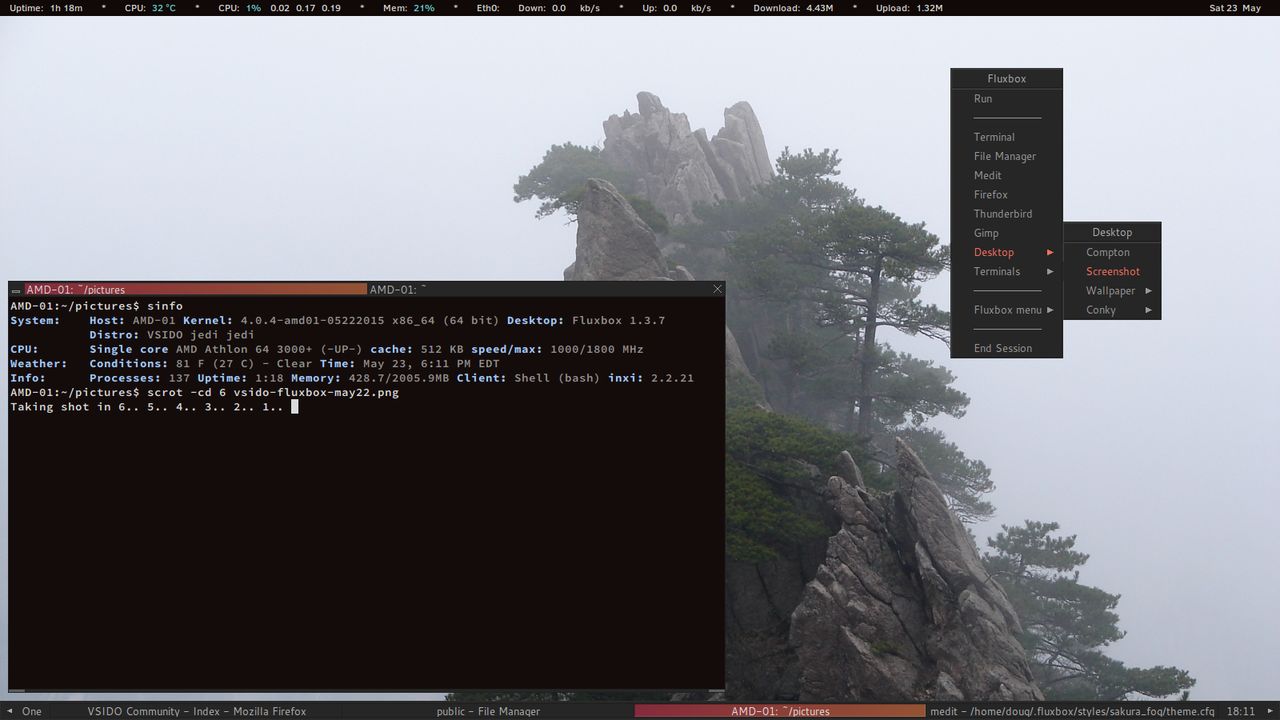 Uptime: 1h 18m * CPU: 32 °C * CPU: 1% 0.02 0.17 0.19 * Mem: 21% * Eth0: Down: 0.0 kb/s * Up: 0.0 kb/s * Download: 4.43M * Upload: 1.32M Sat 23 May
Fluxbox
Run
Terminal
File Manager
Medit
Firefox
Thunderbird
Gimp
Desktop
Terminals
Fluxbox menu
End Session
Desktop
Compton
Screenshot
Wallpaper
Conky
AMD-01: ~/pictures AMD-01: ~
AMD-01:~/pictures$ sinfo
System: Host: AMD-01 Kernel: 4.0.4-amd01-05222015 x86_64 (64 bit) Desktop: Fluxbox 1.3.7
Distro: VSIDO jedi jedi
CPU: Single core AMD Athlon 64 3000+ (-UP-) cache: 512 KB speed/max: 1000/1800 MHz
Weather: Conditions: 81 F (27 C) - Clear Time: May 23, 6:11 PM EDT
Info: Processes: 137 Uptime: 1:18 Memory: 428.7/2005.9MB Client: Shell (bash) inxi: 2.2.21
AMD-01:~/pictures$ scrot -cd 6 vsido-fluxbox-may22.png
Taking shot in 6.. 5.. 4.. 3.. 2.. 1..
One VSIDO Community - Index - Mozilla Firefox public - File Manager AMD-01: ~/pictures medit - /home/doug/.fluxbox/styles/sakura_fog/theme.cfg 18:11